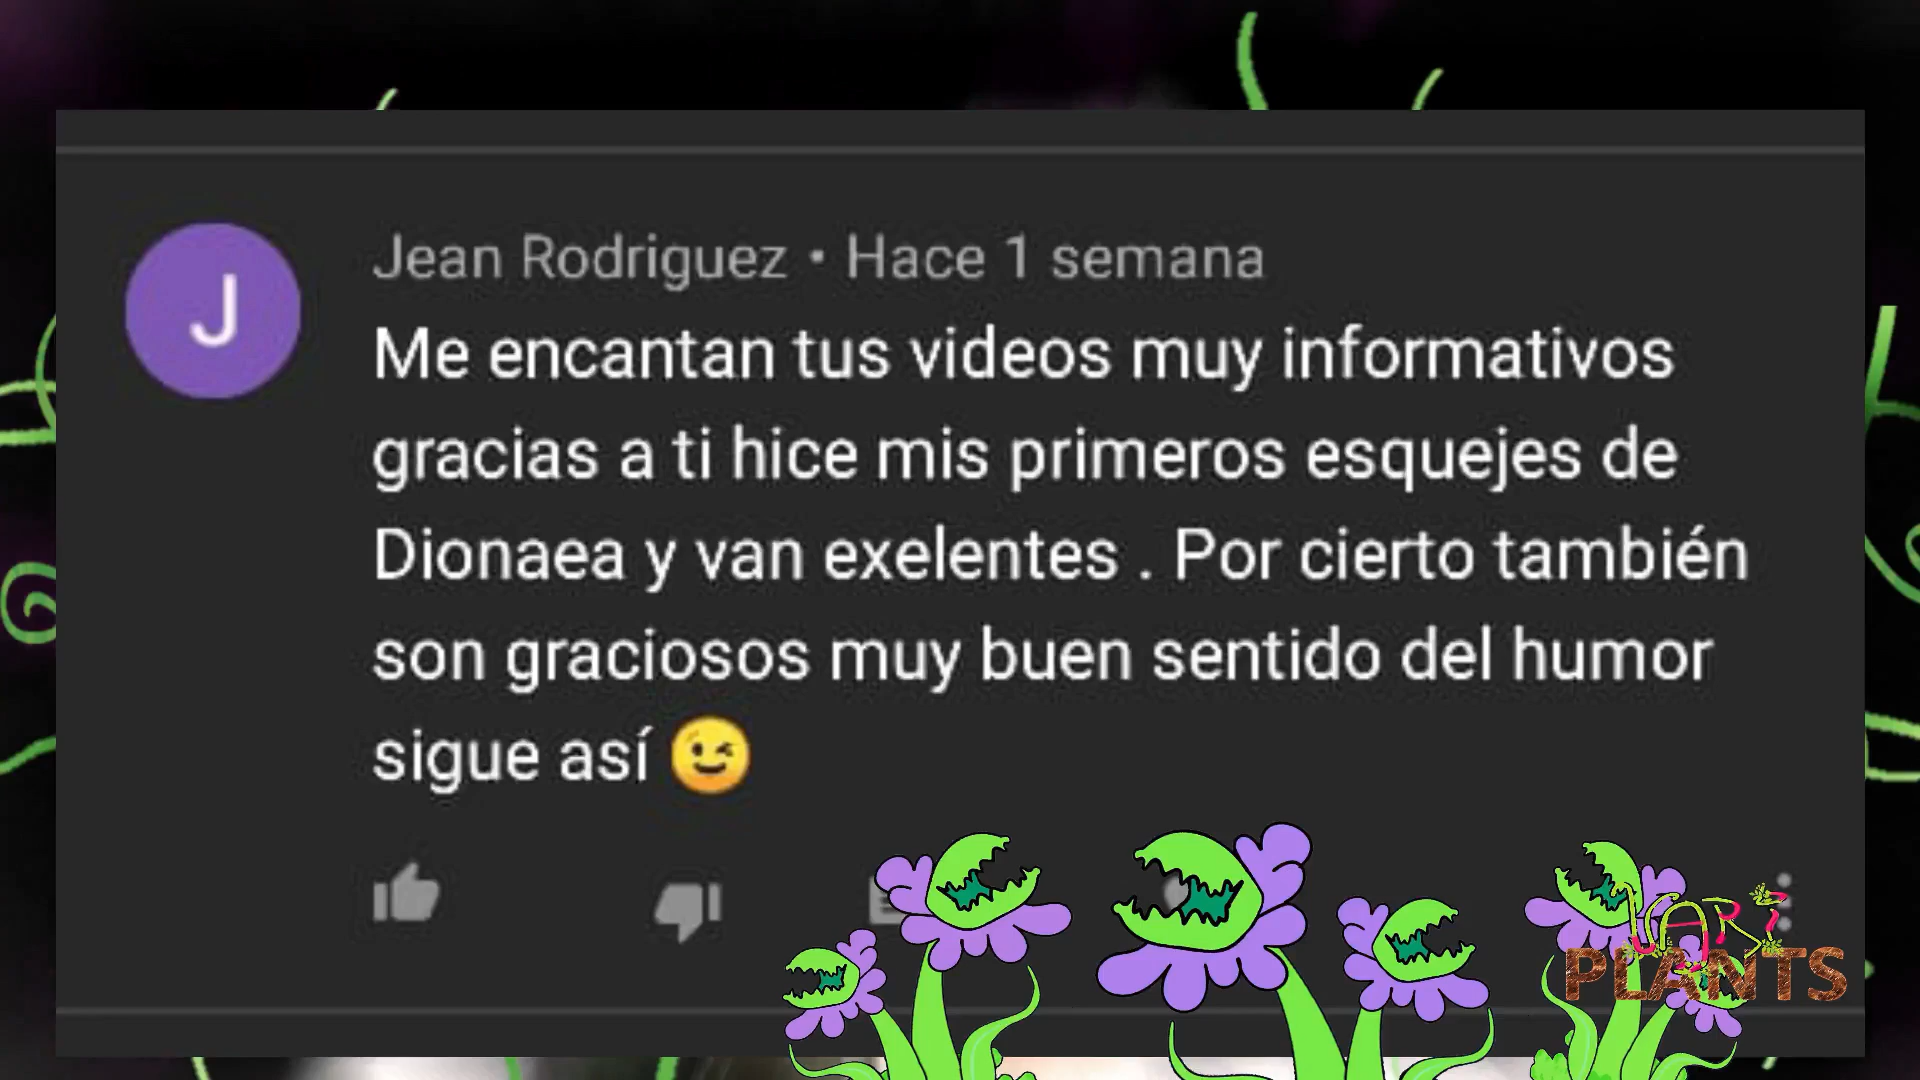 J
Jean Rodriguez • Hace 1 semana
Me encantan tus videos muy informativos
gracias a ti hice mis primeros esquejes de
Dionaea y van exelentes . Por cierto también
son graciosos muy buen sentido del humor
sigue así 😉
PLANTS